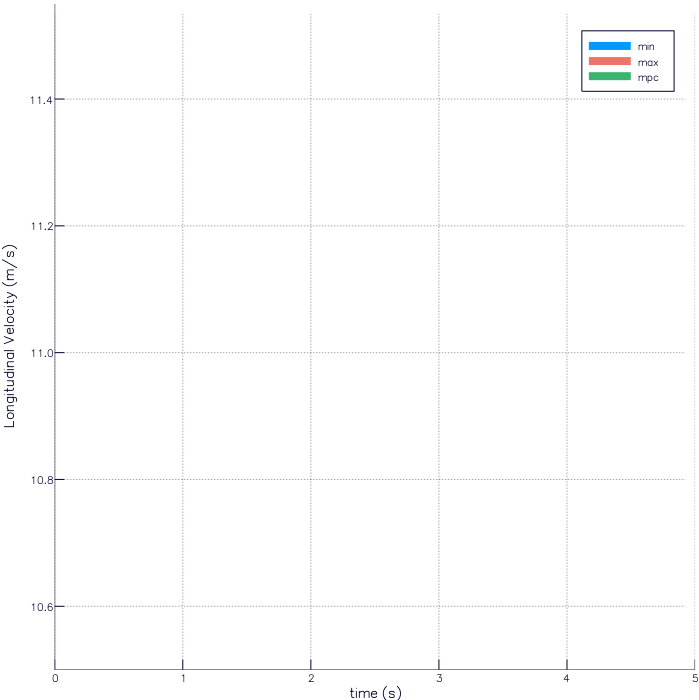 min
max
mpc
11.4
11.2
11.0
10.8
10.6
Longitudinal Velocity (m/s)
0 1 2 3 4 5
time (s)